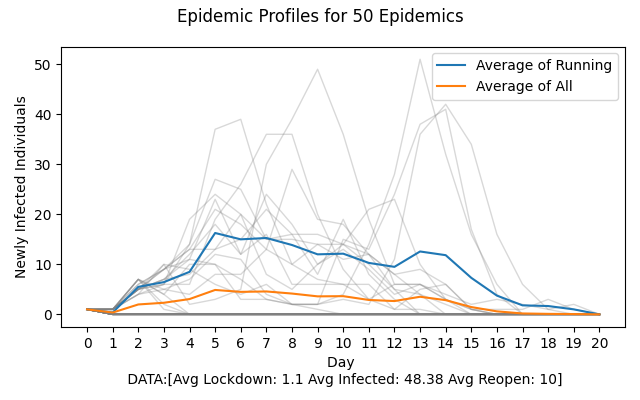 Epidemic Profiles for 50 Epidemics
Average of Running
Average of All
Newly Infected Individuals
50
40
30
20
10
0
0 1 2 3 4 5 6 7 8 9 10 11 12 13 14 15 16 17 18 19 20
Day
DATA:[Avg Lockdown: 1.1 Avg Infected: 48.38 Avg Reopen: 10]